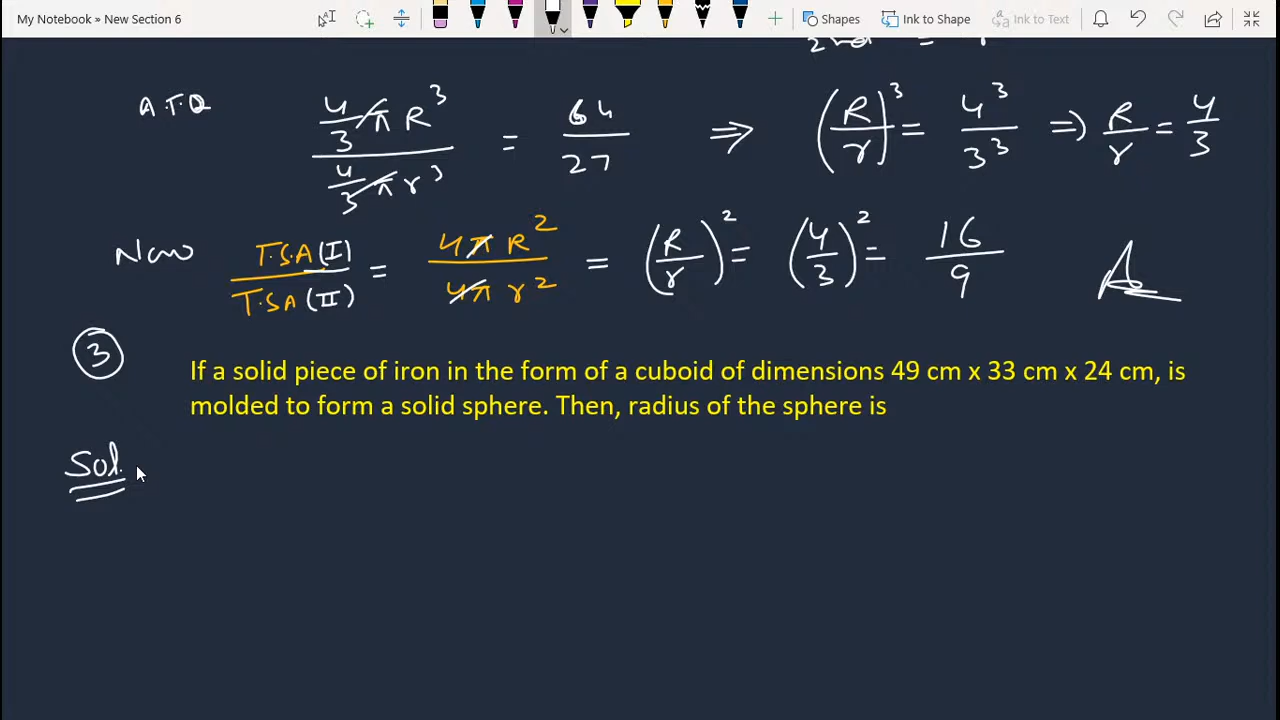 My Notebook » New Section 6 Shapes Ink to Shape Ink to Text
A.T.Q 4/3 π R³ / 4/3 π r³ = 64/27 ⇒ (R/r)³ = 4³/3³ ⇒ R/r = 4/3
Now T.S.A (I) / T.S.A (II) = 4π R² / 4π r² = (R/r)² = (4/3)² = 16/9
3
If a solid piece of iron in the form of a cuboid of dimensions 49 cm x 33 cm x 24 cm, is
molded to form a solid sphere. Then, radius of the sphere is
Sol.